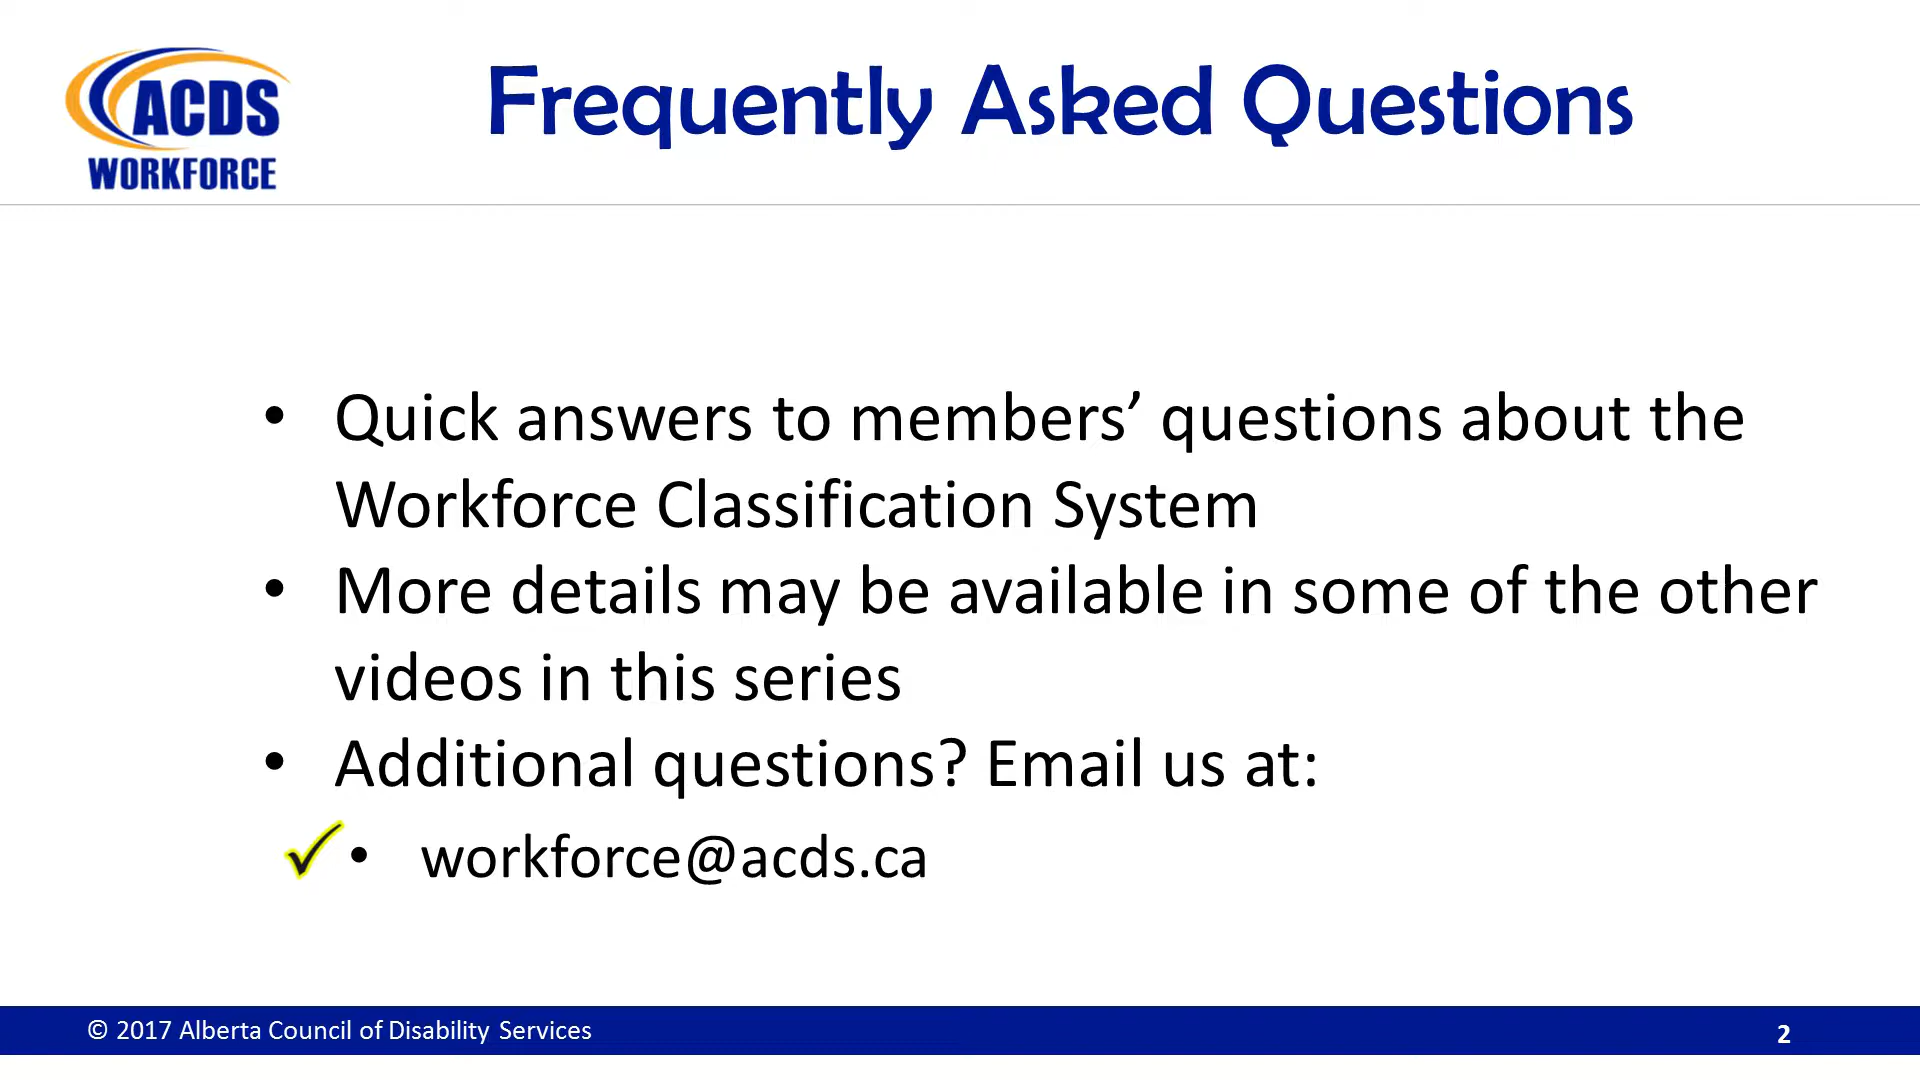 ACDS
WORKFORCE
Frequently Asked Questions
• Quick answers to members’ questions about the
Workforce Classification System
• More details may be available in some of the other
videos in this series
• Additional questions? Email us at:
✓• workforce@acds.ca
© 2017 Alberta Council of Disability Services
2